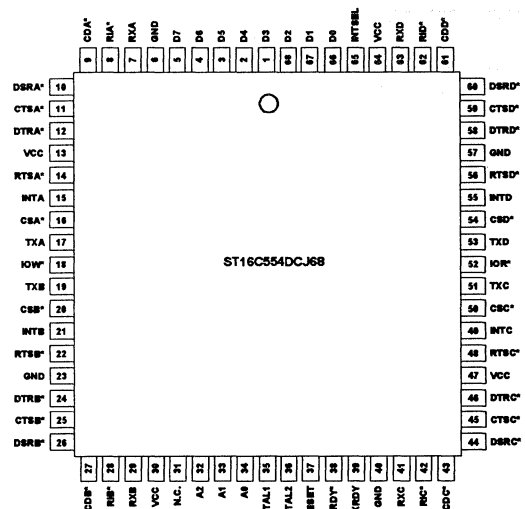 CDA* RIA* RXA GND D7 D6 D5 D4 D3 D2 D1 D0 INTSEL VCC RXD RID* CDD*
9 8 7 6 5 4 3 2 1 68 67 66 65 64 63 62 61
DSRA* 10 60 DSRD*
CTSA* 11 59 CTSD*
DTRA* 12 58 DTRD*
VCC 13 57 GND
RTSA* 14 56 RTSD*
INTA 15 55 INTD
CSA* 16 54 CSD*
TXA 17 53 TXD
ST16C554DCJ68
IOW* 18 52 IOR*
TXB 19 51 TXC
CSB* 20 50 CSC*
INTB 21 49 INTC
RTSB* 22 48 RTSC*
GND 23 47 VCC
DTRB* 24 46 DTRC*
CTSB* 25 45 CTSC*
DSRB* 26 44 DSRC*
27 28 29 30 31 32 33 34 35 36 37 38 39 40 41 42 43
CDB* RIB* RXB VCC N.C. A2 A1 A0 TAL1 TAL2 ESET RDY* RDY GND RXC RIC* CDC*